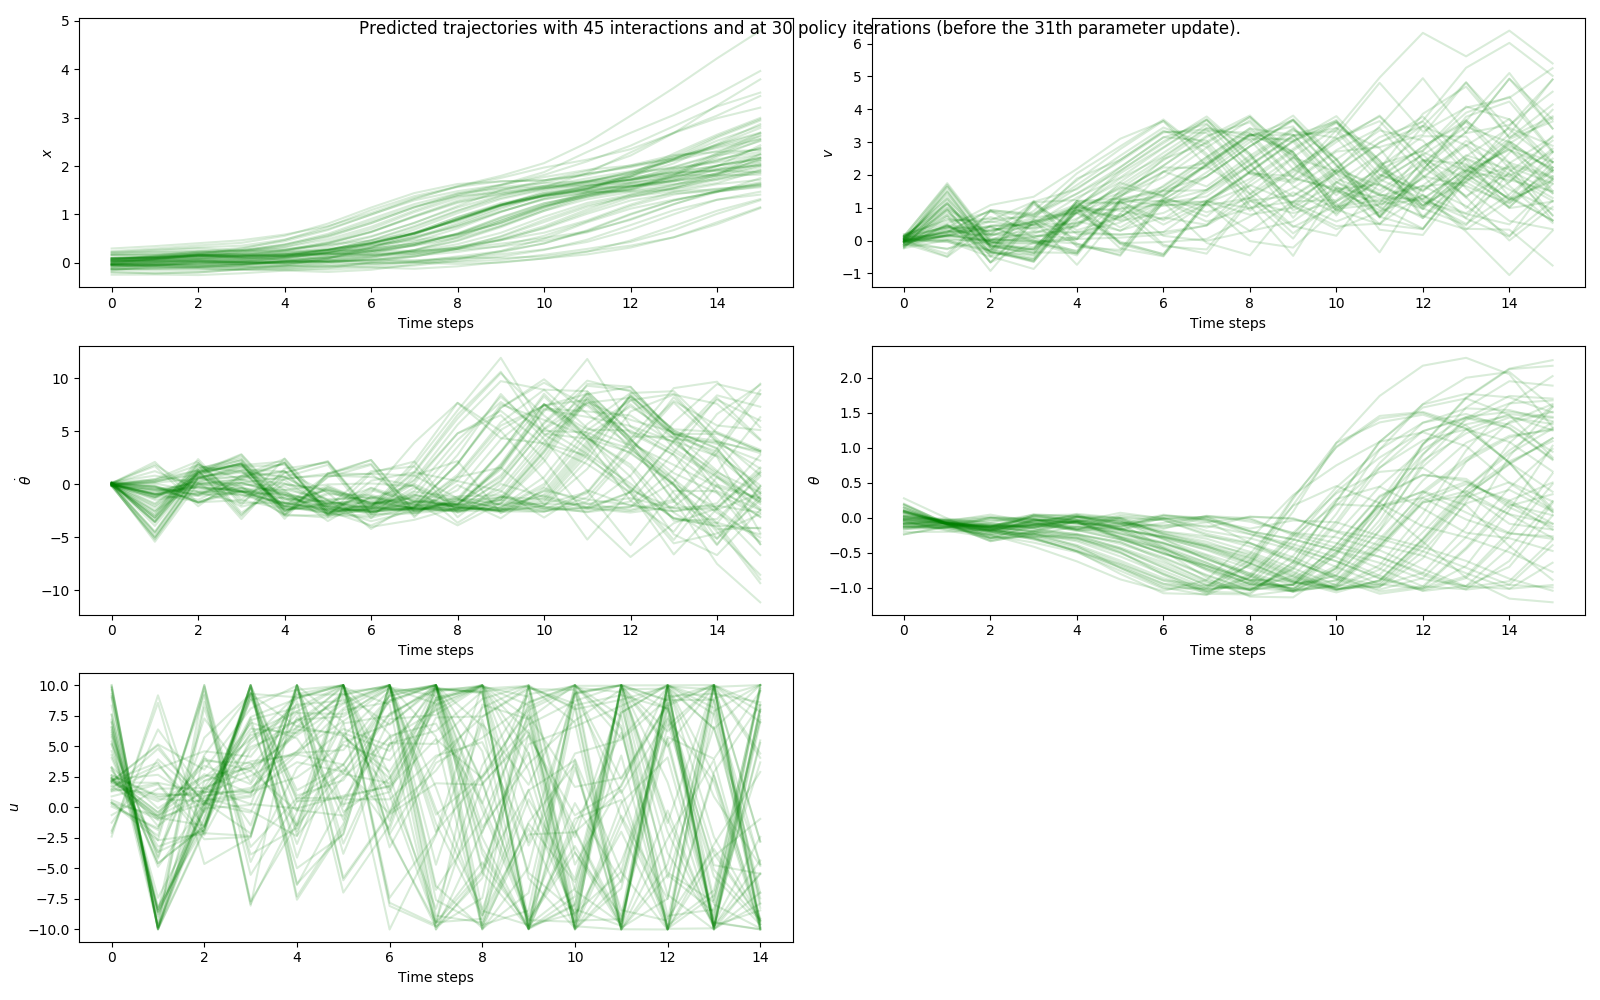 Predicted trajectories with 45 interactions and at 30 policy iterations (before the 31th parameter update).
5
4
3
2
1
0
x
0 2 4 6 8 10 12 14
Time steps
6
5
4
3
2
1
0
−1
v
0 2 4 6 8 10 12 14
Time steps
10
5
0
−5
−10
θ̇
0 2 4 6 8 10 12 14
Time steps
2.0
1.5
1.0
0.5
0.0
−0.5
−1.0
θ
0 2 4 6 8 10 12 14
Time steps
10.0
7.5
5.0
2.5
0.0
−2.5
−5.0
−7.5
−10.0
u
0 2 4 6 8 10 12 14
Time steps